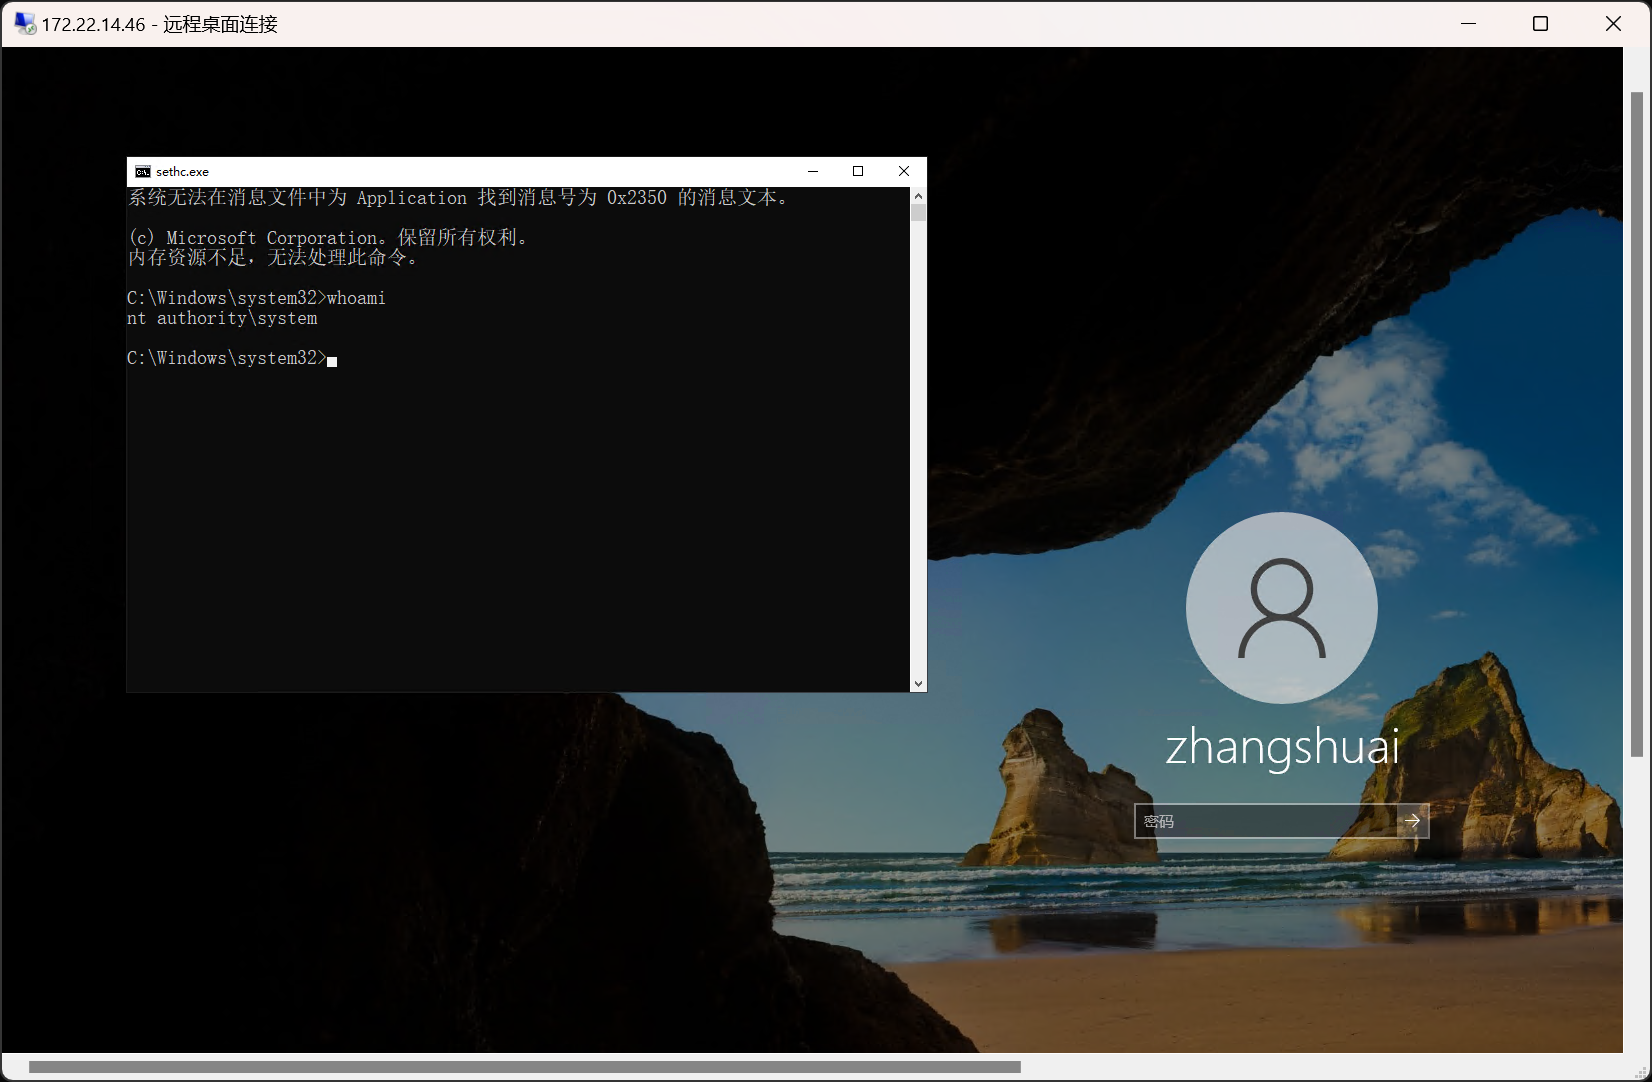 172.22.14.46 - 远程桌面连接
sethc.exe
系统无法在消息文件中为 Application 找到消息号为 0x2350 的消息文本。
(c) Microsoft Corporation。保留所有权利。
内存资源不足，无法处理此命令。
C:\Windows\system32>whoami
nt authority\system
C:\Windows\system32>
zhangshuai
密码